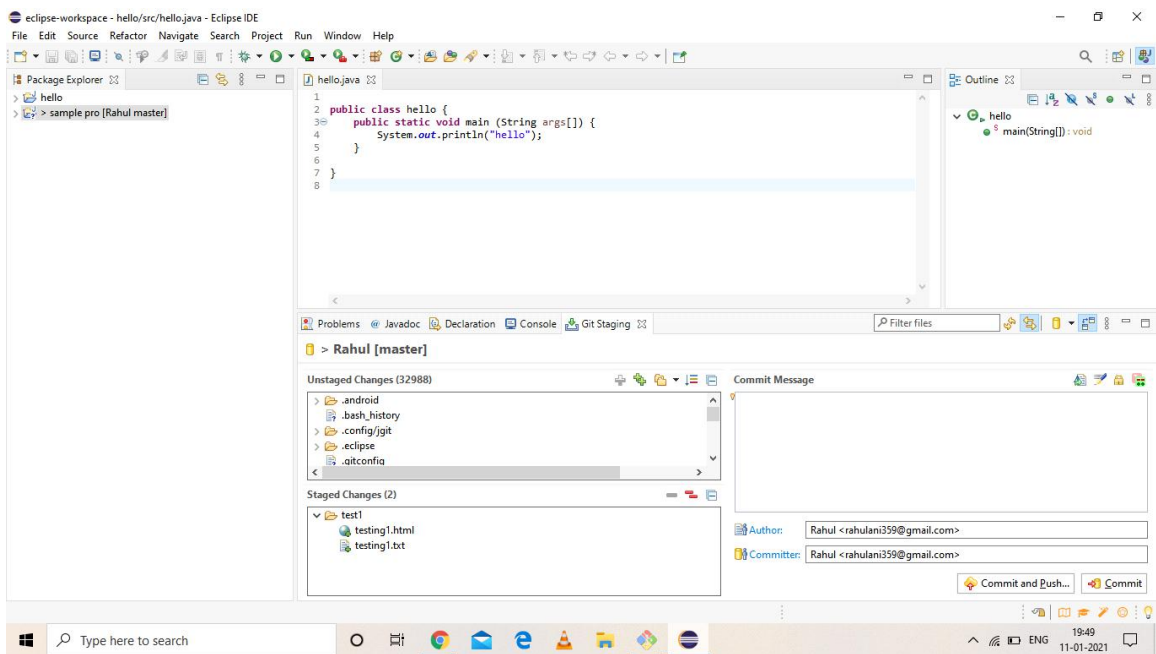 eclipse-workspace - hello/src/hello.java - Eclipse IDE
File Edit Source Refactor Navigate Search Project Run Window Help
Package Explorer
hello
> sample pro [Rahul master]
hello.java
1
2 public class hello {
3 public static void main (String args[]) {
4 System.out.println("hello");
5 }
6
7 }
8
Outline
hello
main(String[]) : void
Problems @ Javadoc Declaration Console Git Staging
Filter files
> Rahul [master]
Unstaged Changes (32988)
.android
.bash_history
.config/jgit
.eclipse
.gitconfig
Staged Changes (2)
test1
testing1.html
testing1.txt
Commit Message
Author: Rahul <rahulani359@gmail.com>
Committer: Rahul <rahulani359@gmail.com>
Commit and Push... Commit
Type here to search
ENG
19:49
11-01-2021